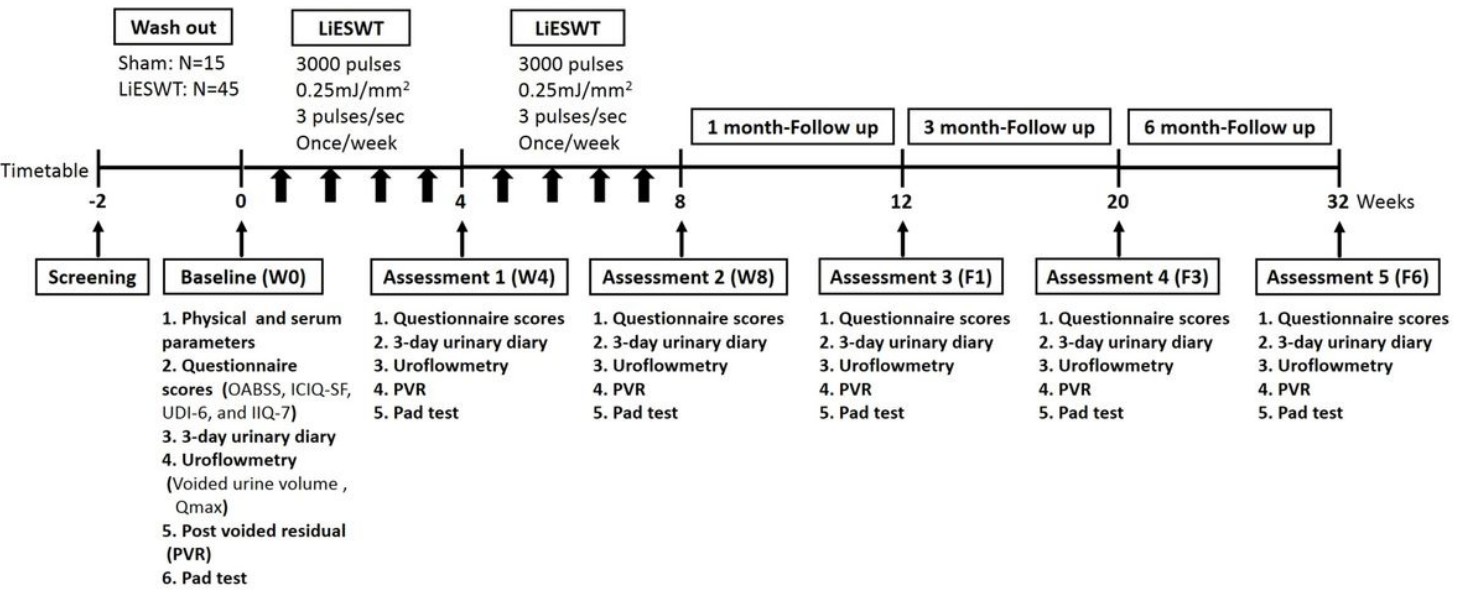 Wash out
Sham: N=15
LiESWT: N=45
LiESWT
3000 pulses
0.25mJ/mm²
3 pulses/sec
Once/week
LiESWT
3000 pulses
0.25mJ/mm²
3 pulses/sec
Once/week
1 month-Follow up
3 month-Follow up
6 month-Follow up
Timetable
-2
0
4
8
12
20
32 Weeks
Screening
Baseline (W0)
1. Physical and serum
parameters
2. Questionnaire
scores (OABSS, ICIQ-SF,
UDI-6, and IIQ-7)
3. 3-day urinary diary
4. Uroflowmetry
(Voided urine volume ,
Qmax)
5. Post voided residual
(PVR)
6. Pad test
Assessment 1 (W4)
1. Questionnaire scores
2. 3-day urinary diary
3. Uroflowmetry
4. PVR
5. Pad test
Assessment 2 (W8)
1. Questionnaire scores
2. 3-day urinary diary
3. Uroflowmetry
4. PVR
5. Pad test
Assessment 3 (F1)
1. Questionnaire scores
2. 3-day urinary diary
3. Uroflowmetry
4. PVR
5. Pad test
Assessment 4 (F3)
1. Questionnaire scores
2. 3-day urinary diary
3. Uroflowmetry
4. PVR
5. Pad test
Assessment 5 (F6)
1. Questionnaire scores
2. 3-day urinary diary
3. Uroflowmetry
4. PVR
5. Pad test